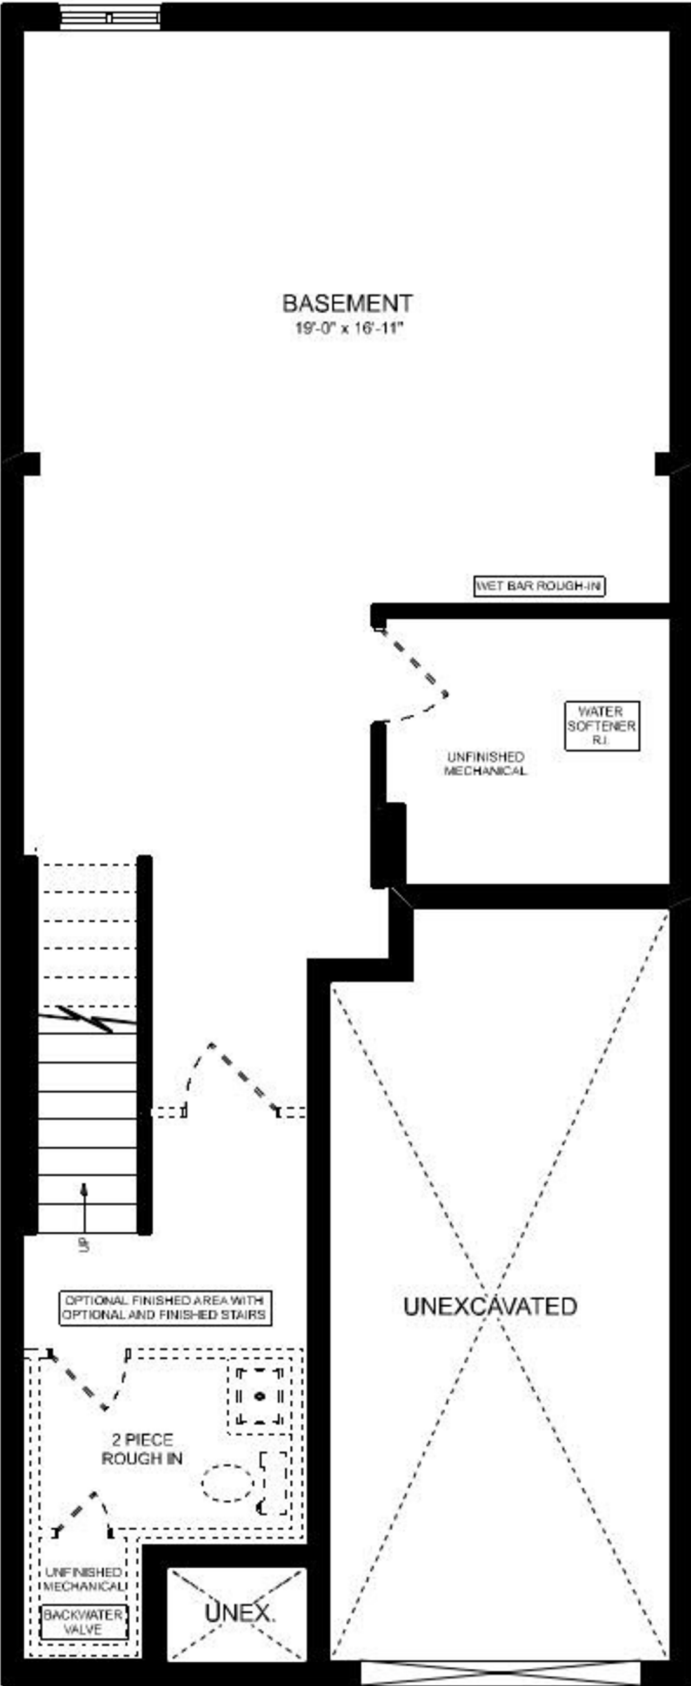 BASEMENT
19'-0" x 16'-11"
WET BAR ROUGH-IN
WATER
SOFTENER
R.I.
UNFINISHED
MECHANICAL
UP
OPTIONAL FINISHED AREA WITH
OPTIONAL AND FINISHED STAIRS
UNEXCAVATED
2 PIECE
ROUGH IN
UNFINISHED
MECHANICAL
BACKWATER
VALVE
UNEX.